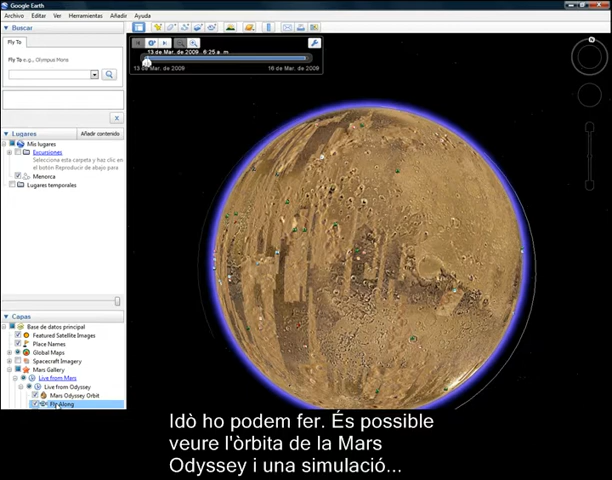 Google Earth
Archivo Editar Ver Herramientas Añadir Ayuda
Buscar
Fly To
Fly To e.g., Olympus Mons
13 de Mar. de 2009 6:25 a. m.
13 de Mar. de 2009 16 de Mar. de 2009
N
Lugares Añadir contenido
Mis lugares
Excursiones
Selecciona esta carpeta y haz clic en
el botón Reproducir de abajo para
Menorca
Lugares temporales
Capas
Base de datos principal
Featured Satellite Images
Place Names
Global Maps
Spacecraft Imagery
Mars Gallery
Live from Mars
Live from Odyssey
Mars Odyssey Orbit
Fly Along
Idò ho podem fer. És possible
veure l'òrbita de la Mars
Odyssey i una simulació...